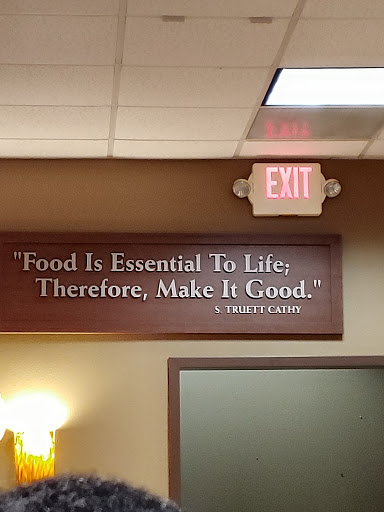 EXIT
"Food Is Essential To Life;
Therefore, Make It Good."
S. TRUETT CATHY